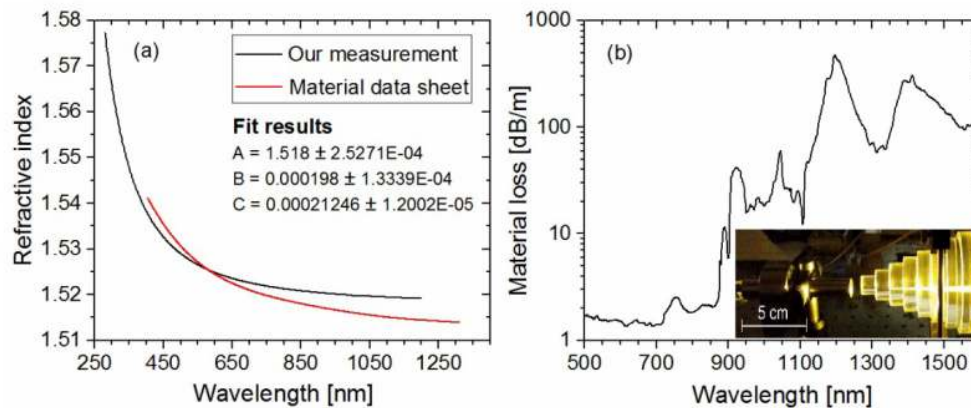 (a)
Our measurement
Material data sheet
Fit results
A = 1.518 ± 2.5271E-04
B = 0.000198 ± 1.3339E-04
C = 0.00021246 ± 1.2002E-05
1.58
1.57
1.56
1.55
1.54
1.53
1.52
1.51
Refractive index
250 450 650 850 1050 1250
Wavelength [nm]
(b)
1000
100
10
1
Material loss [dB/m]
5 cm
500 700 900 1100 1300 1500
Wavelength [nm]